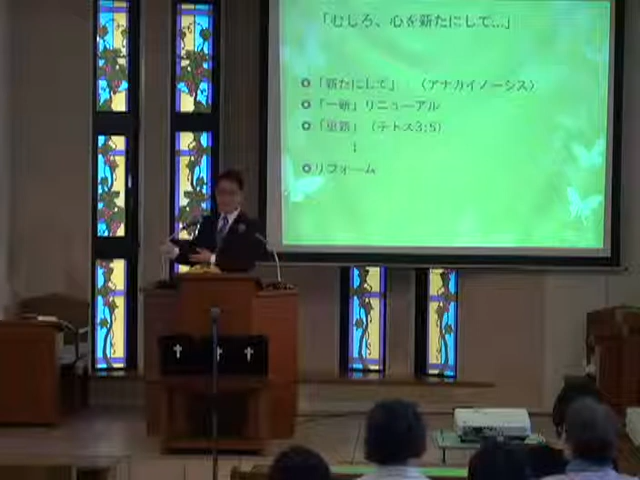 「むしろ、心を新たにして…」
「新たにして」 （アナカイノーシス）
「一新」リニューアル
「重新」（テトス3:5）
↓
リフォーム